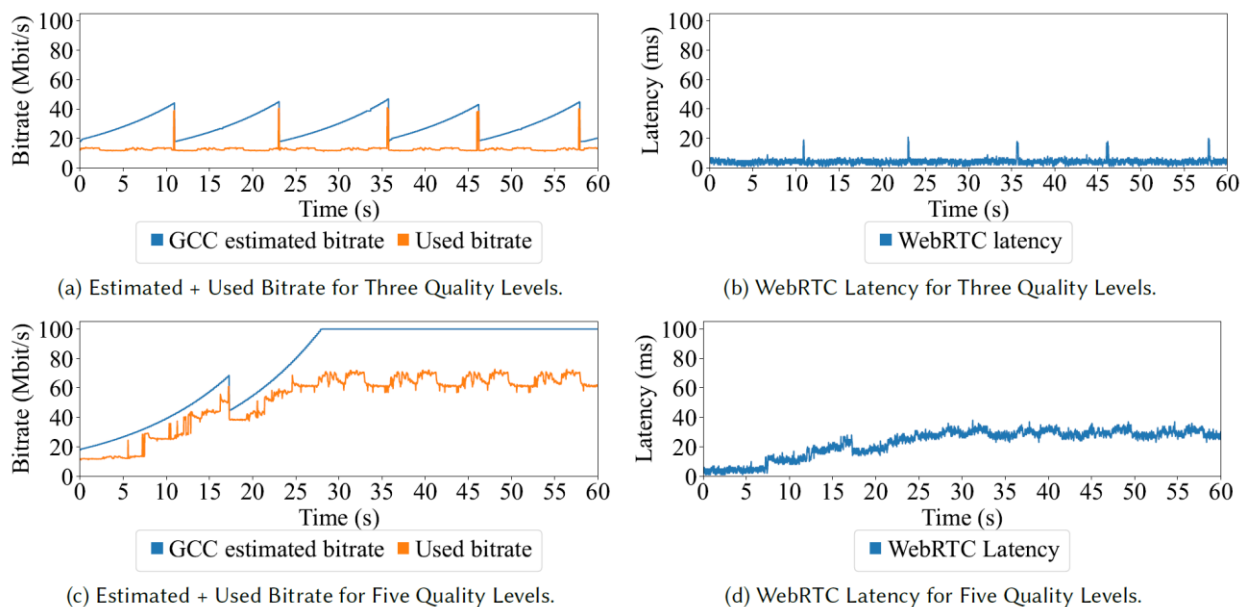 Bitrate (Mbit/s)
100
80
60
40
20
0
0 5 10 15 20 25 30 35 40 45 50 55 60
Time (s)
GCC estimated bitrate Used bitrate
(a) Estimated + Used Bitrate for Three Quality Levels.
Latency (ms)
100
80
60
40
20
0
0 5 10 15 20 25 30 35 40 45 50 55 60
Time (s)
WebRTC latency
(b) WebRTC Latency for Three Quality Levels.
Bitrate (Mbit/s)
100
80
60
40
20
0
0 5 10 15 20 25 30 35 40 45 50 55 60
Time (s)
GCC estimated bitrate Used bitrate
(c) Estimated + Used Bitrate for Five Quality Levels.
Latency (ms)
100
80
60
40
20
0
0 5 10 15 20 25 30 35 40 45 50 55 60
Time (s)
WebRTC Latency
(d) WebRTC Latency for Five Quality Levels.